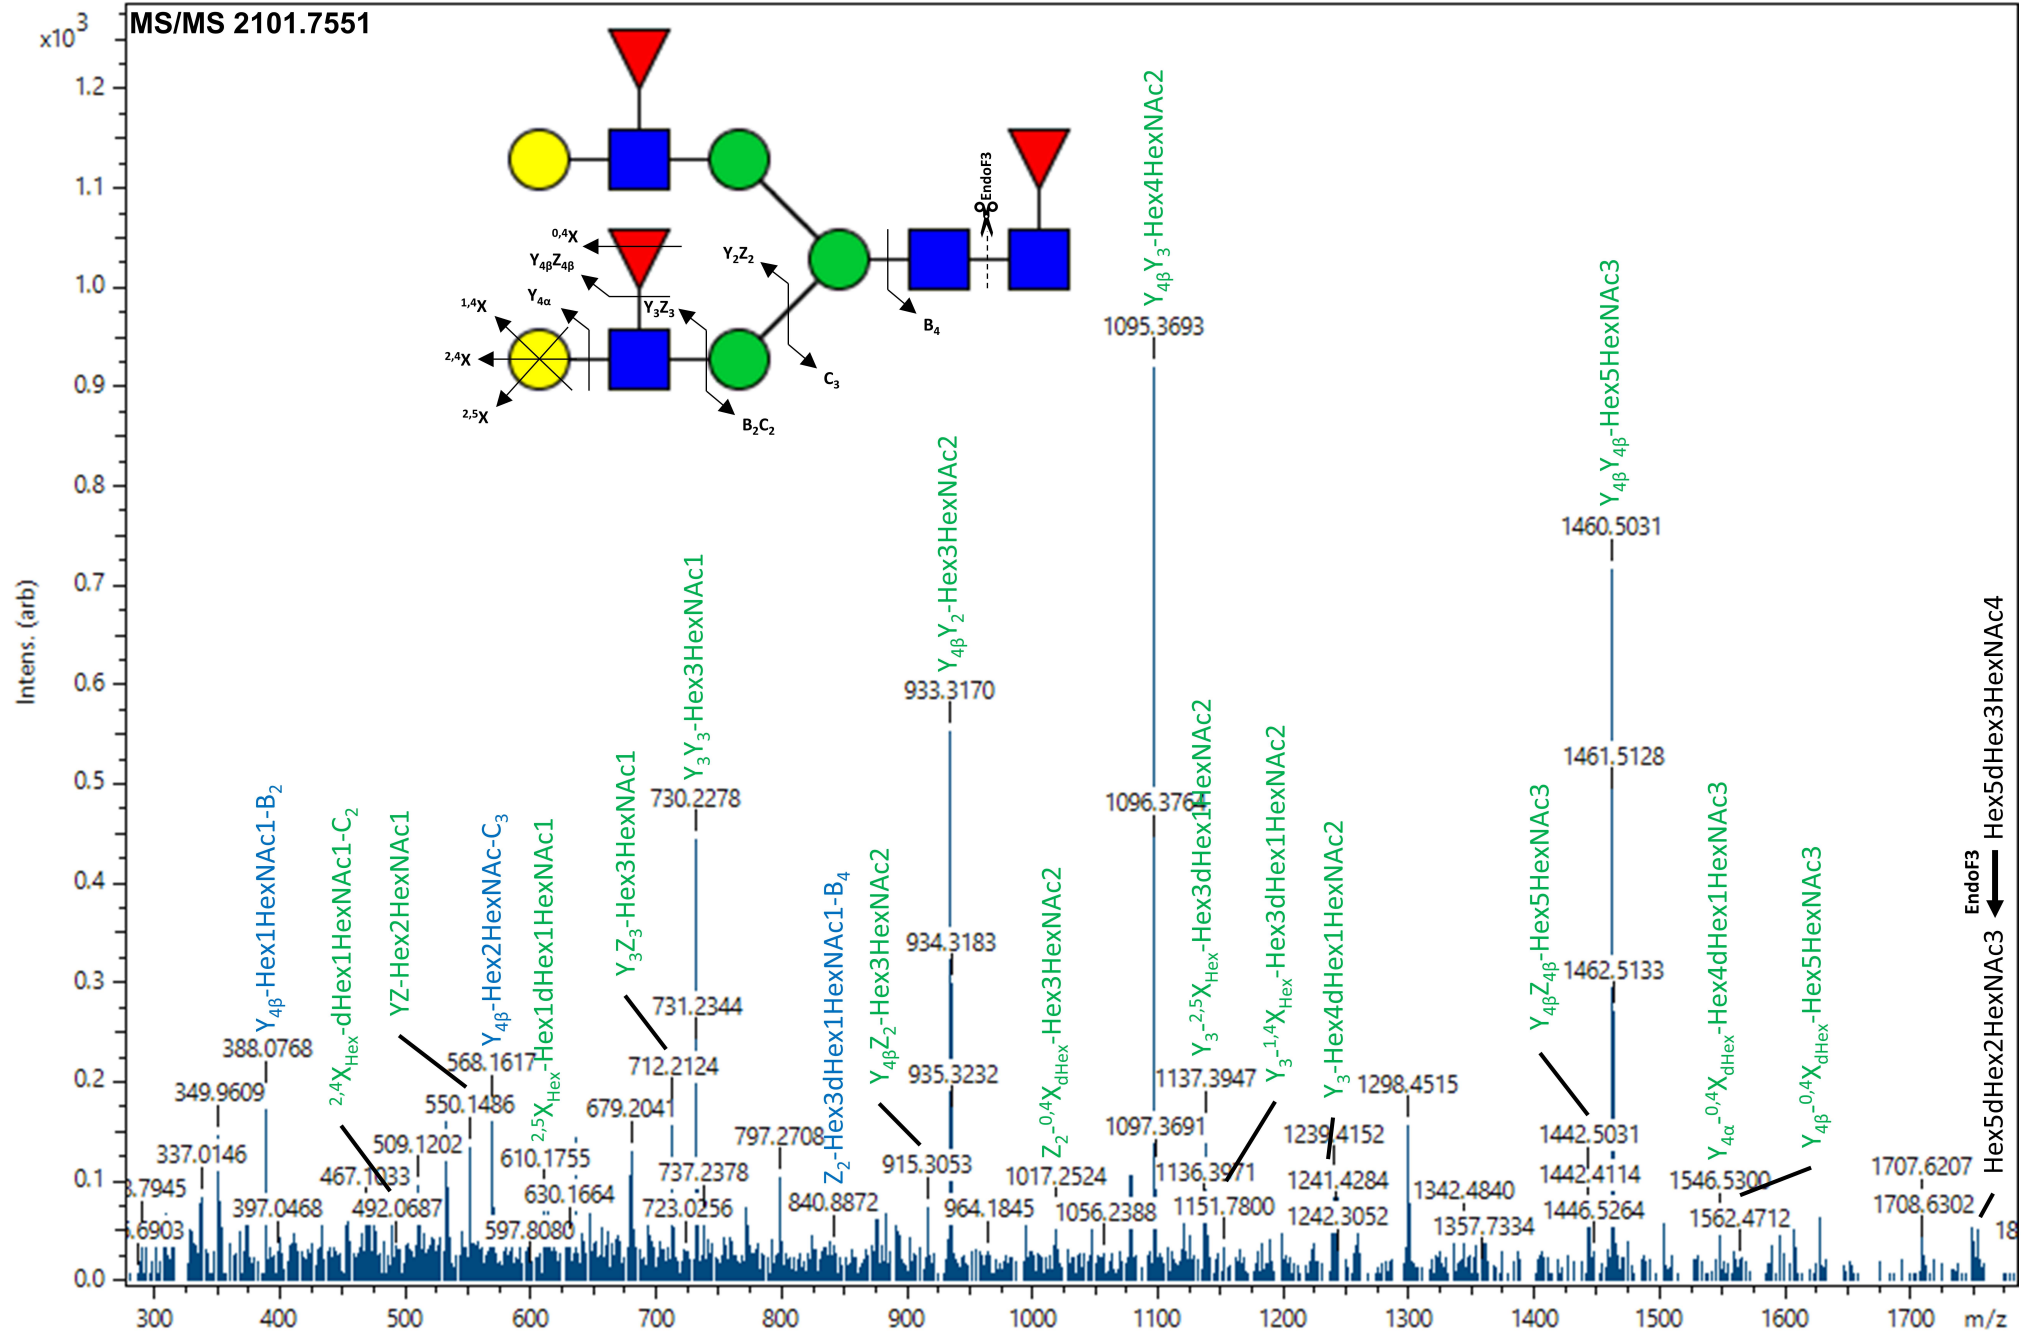 MS/MS 2101.7551
x10³
1.2
1.1
1.0
0.9
0.8
0.7
0.6
0.5
0.4
0.3
0.2
0.1
0.0
Intens. (arb)
300
400
500
600
700
800
900
1000
1100
1200
1300
1400
1500
1600
1700
m/z
EndoF3
0,4X
Y4βZ4β
Y4α
1,4X
2,4X
2,5X
Y3Z3
Y2Z2
B4
C3
B2C2
Y4β-Hex1HexNAc1-B2
2,4XHex-dHex1HexNAc1-C2
YZ-Hex2HexNAc1
Y4β-Hex2HexNAc-C3
2,5XHex-Hex1dHex1HexNAc1
Y3Z3-Hex3HexNAc1
Y3Y3-Hex3HexNAc1
Z2-Hex3dHex1HexNAc1-B4
Y4βZ2-Hex3HexNAc2
Y4βY2-Hex3HexNAc2
Z2-0,4XdHex-Hex3HexNAc2
Y4βY3-Hex4HexNAc2
Y3-2,5XHex-Hex3dHex1HexNAc2
Y3-1,4XHex-Hex3dHex1HexNAc2
Y3-Hex4dHex1HexNAc2
Y4βZ4β-Hex5HexNAc3
Y4βY4β-Hex5HexNAc3
Y4α-0,4XdHex-Hex4dHex1HexNAc3
Y4β-0,4XdHex-Hex5HexNAc3
Hex5dHex3HexNAc4
EndoF3
Hex5dHex2HexNAc3
8.7945
.6903
337.0146
349.9609
388.0768
397.0468
467.1033
492.0687
509.1202
550.1486
568.1617
597.8080
610.1755
630.1664
679.2041
712.2124
723.0256
730.2278
731.2344
737.2378
797.2708
840.8872
915.3053
933.3170
934.3183
935.3232
964.1845
1017.2524
1056.2388
1095.3693
1096.3764
1097.3691
1136.3971
1137.3947
1151.7800
1239.4152
1241.4284
1242.3052
1298.4515
1342.4840
1357.7334
1442.5031
1442.4114
1446.5264
1460.5031
1461.5128
1462.5133
1546.5300
1562.4712
1707.6207
1708.6302
18